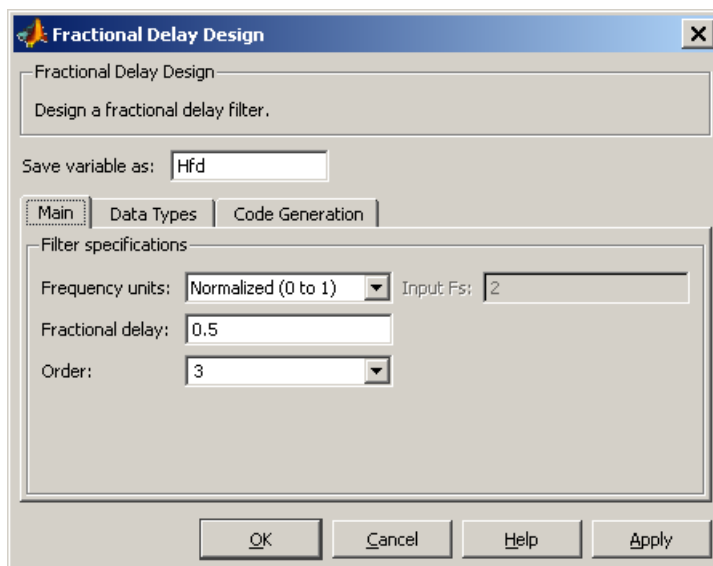 Fractional Delay Design
Fractional Delay Design
Design a fractional delay filter.
Save variable as: Hfd
Main Data Types Code Generation
Filter specifications
Frequency units: Normalized (0 to 1) Input Fs: 2
Fractional delay: 0.5
Order: 3
OK Cancel Help Apply